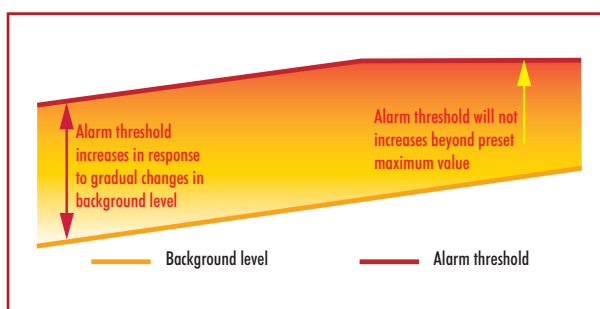 Alarm threshold
increases in response
to gradual changes in
background level
Alarm threshold will not
increases beyond preset
maximum value
Background level
Alarm threshold